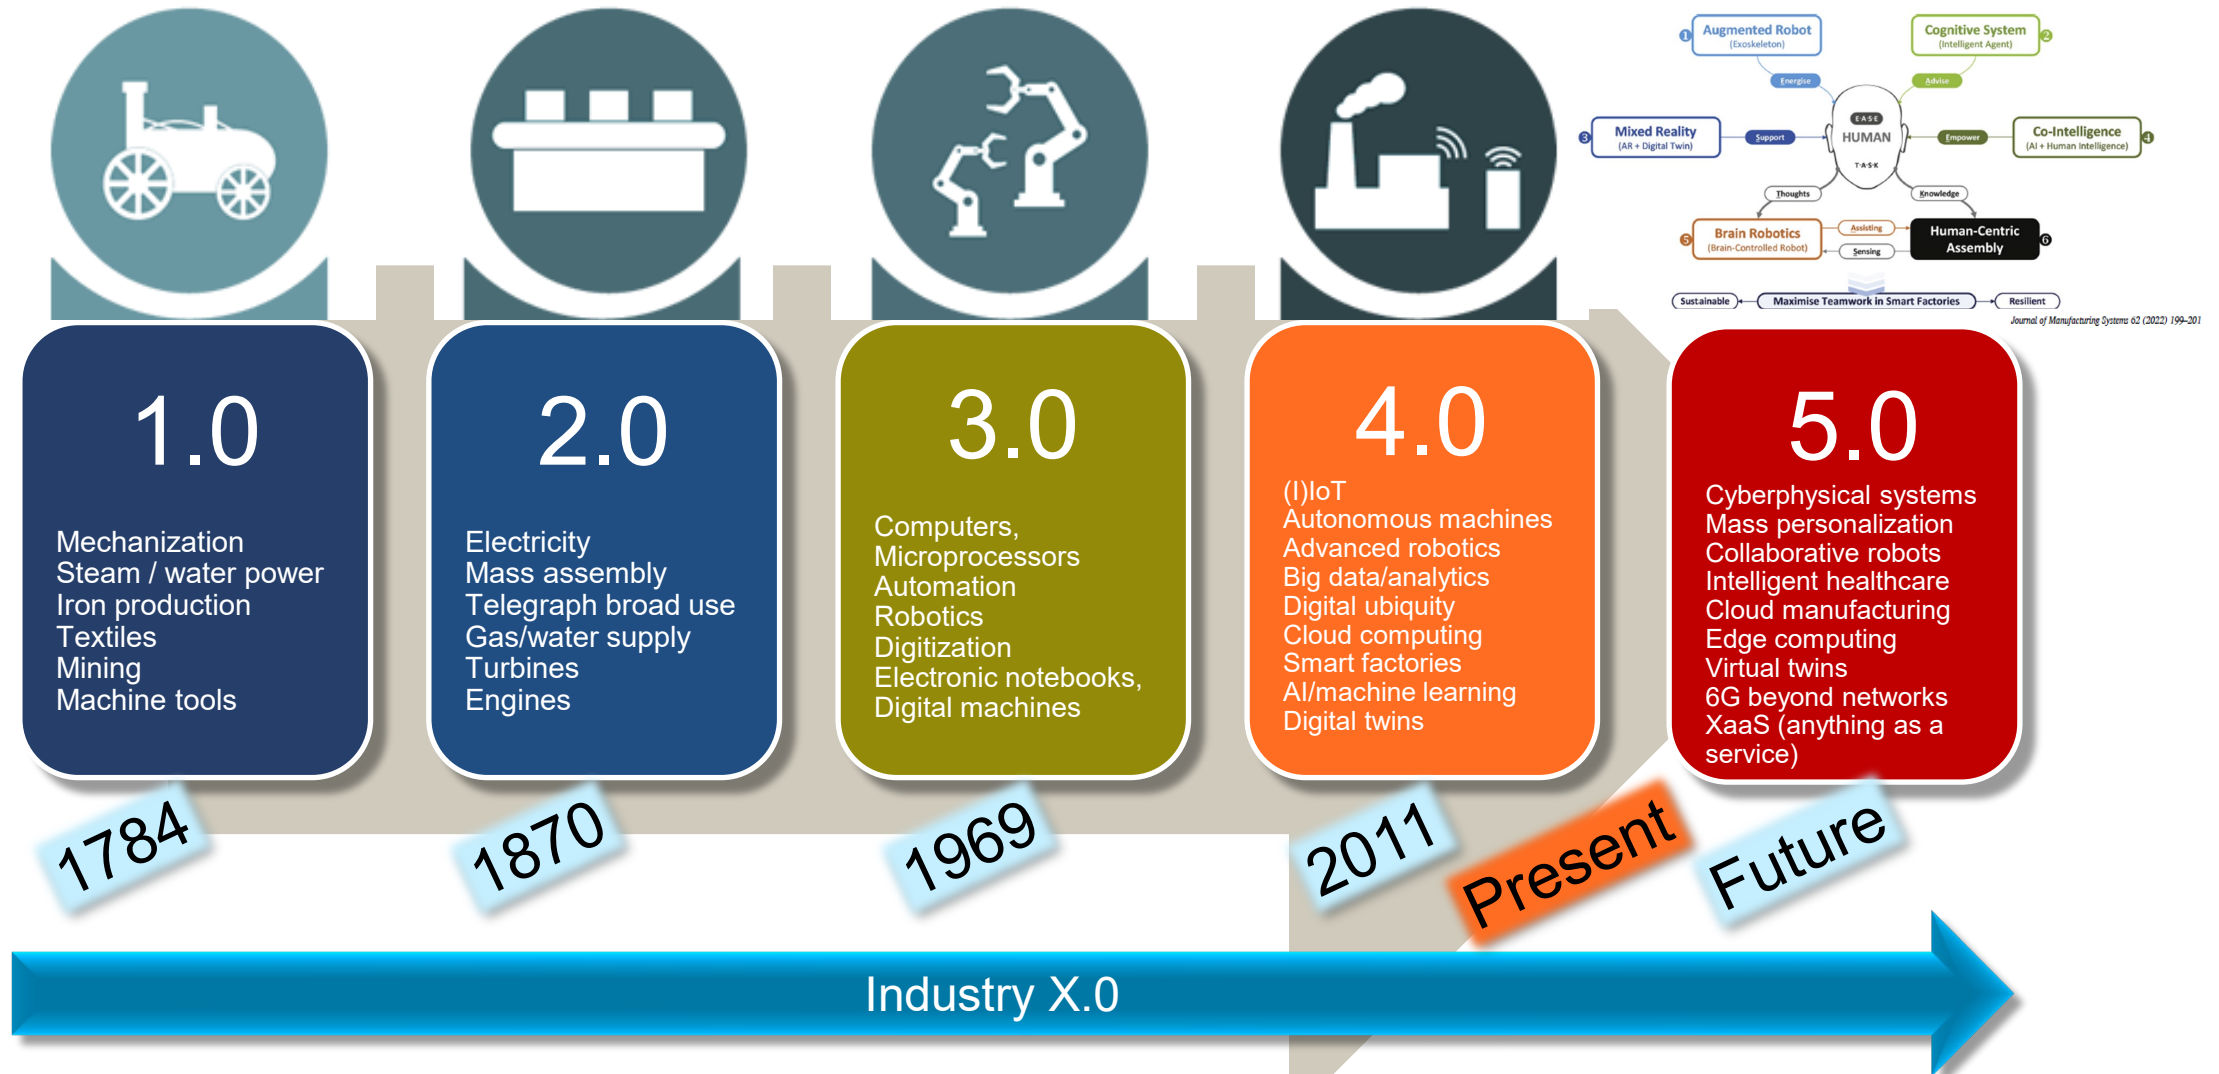 1 Augmented Robot
(Exoskeleton)
Cognitive System 2
(Intelligent Agent)
Energise
Advise
E·A·S·E
HUMAN
T·A·S·K
3 Mixed Reality
(AR + Digital Twin)
Support
Empower
Co-Intelligence 4
(AI + Human Intelligence)
Thoughts
Knowledge
5 Brain Robotics
(Brain-Controlled Robot)
Assisting
Sensing
Human-Centric 6
Assembly
Sustainable
Maximise Teamwork in Smart Factories
Resilient
Journal of Manufacturing Systems 62 (2022) 199–201
1.0
Mechanization
Steam / water power
Iron production
Textiles
Mining
Machine tools
2.0
Electricity
Mass assembly
Telegraph broad use
Gas/water supply
Turbines
Engines
3.0
Computers,
Microprocessors
Automation
Robotics
Digitization
Electronic notebooks,
Digital machines
4.0
(I)IoT
Autonomous machines
Advanced robotics
Big data/analytics
Digital ubiquity
Cloud computing
Smart factories
AI/machine learning
Digital twins
5.0
Cyberphysical systems
Mass personalization
Collaborative robots
Intelligent healthcare
Cloud manufacturing
Edge computing
Virtual twins
6G beyond networks
XaaS (anything as a
service)
1784
1870
1969
2011
Present
Future
Industry X.0